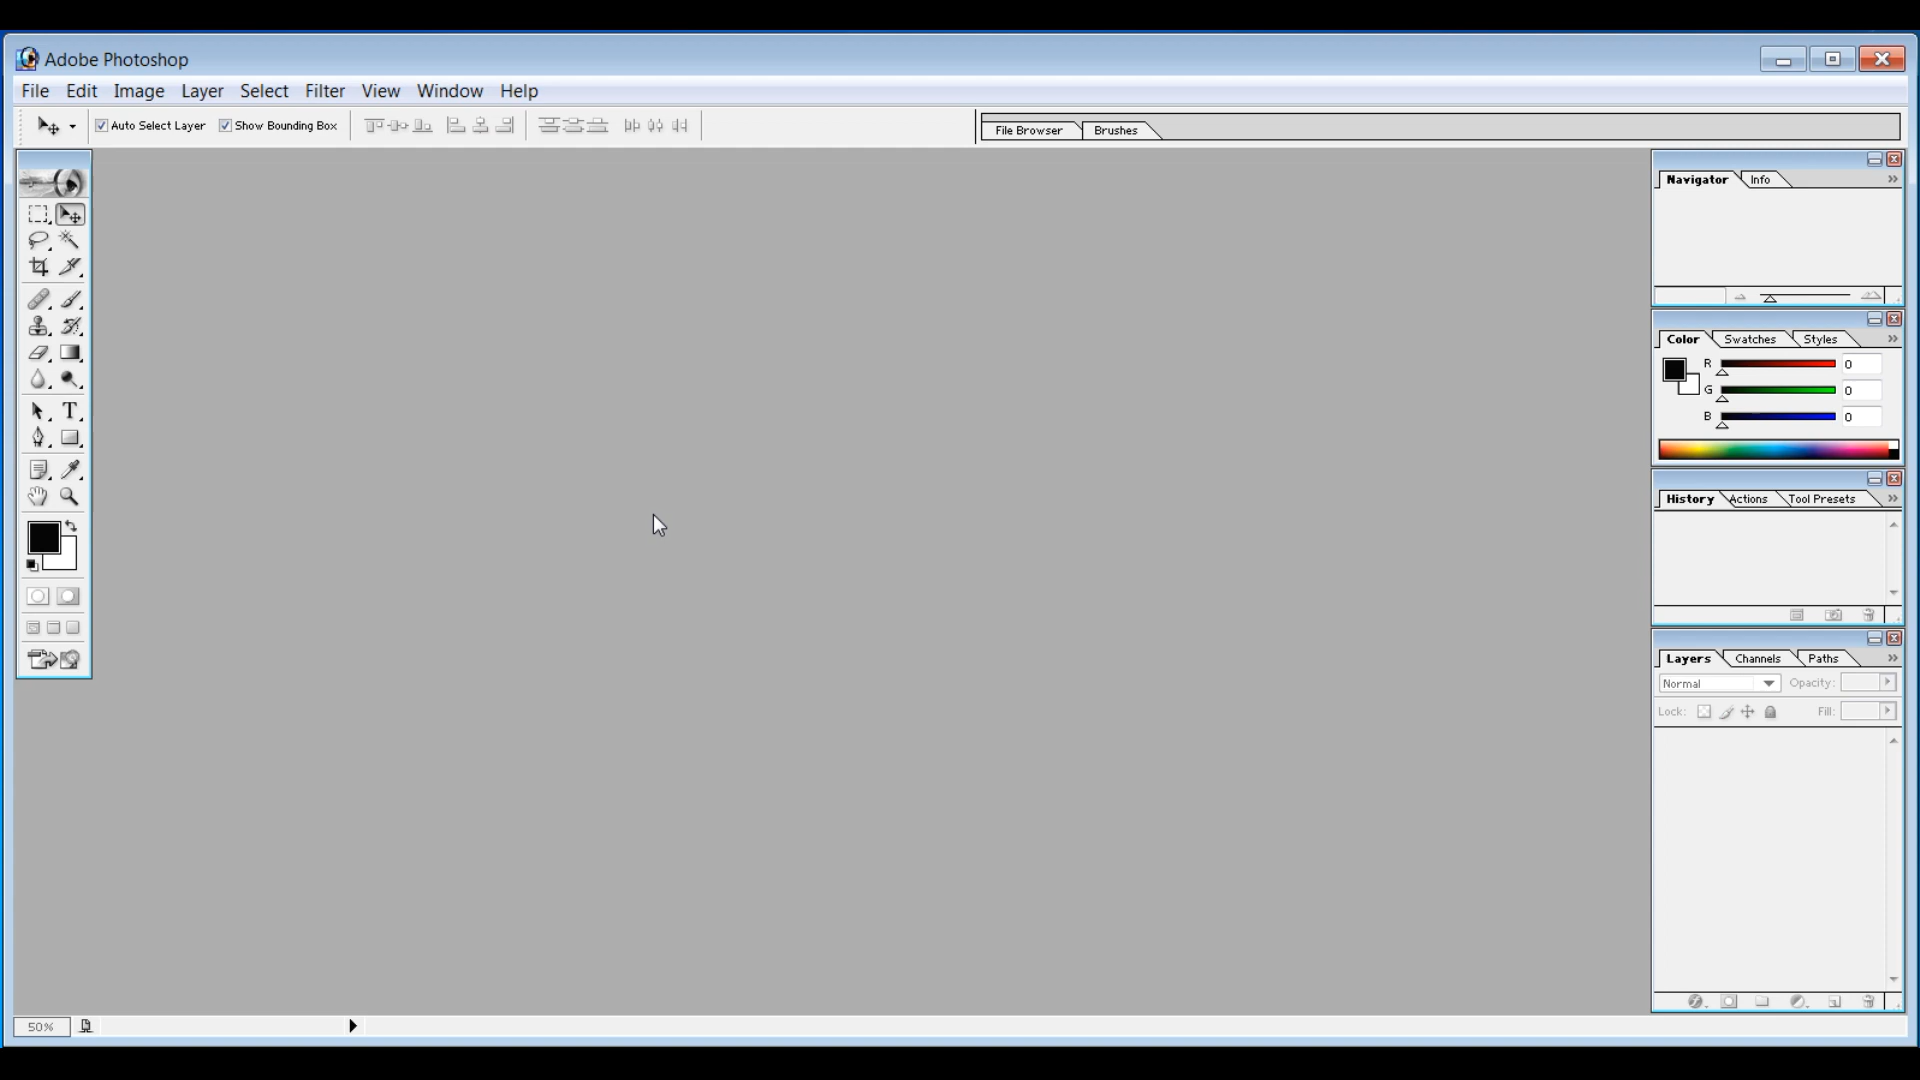 Adobe Photoshop
File Edit Image Layer Select Filter View Window Help
Auto Select Layer Show Bounding Box
File Browser Brushes
Navigator Info
Color Swatches Styles
R 0
G 0
B 0
History Actions Tool Presets
Layers Channels Paths
Normal Opacity:
Lock: Fill:
50%